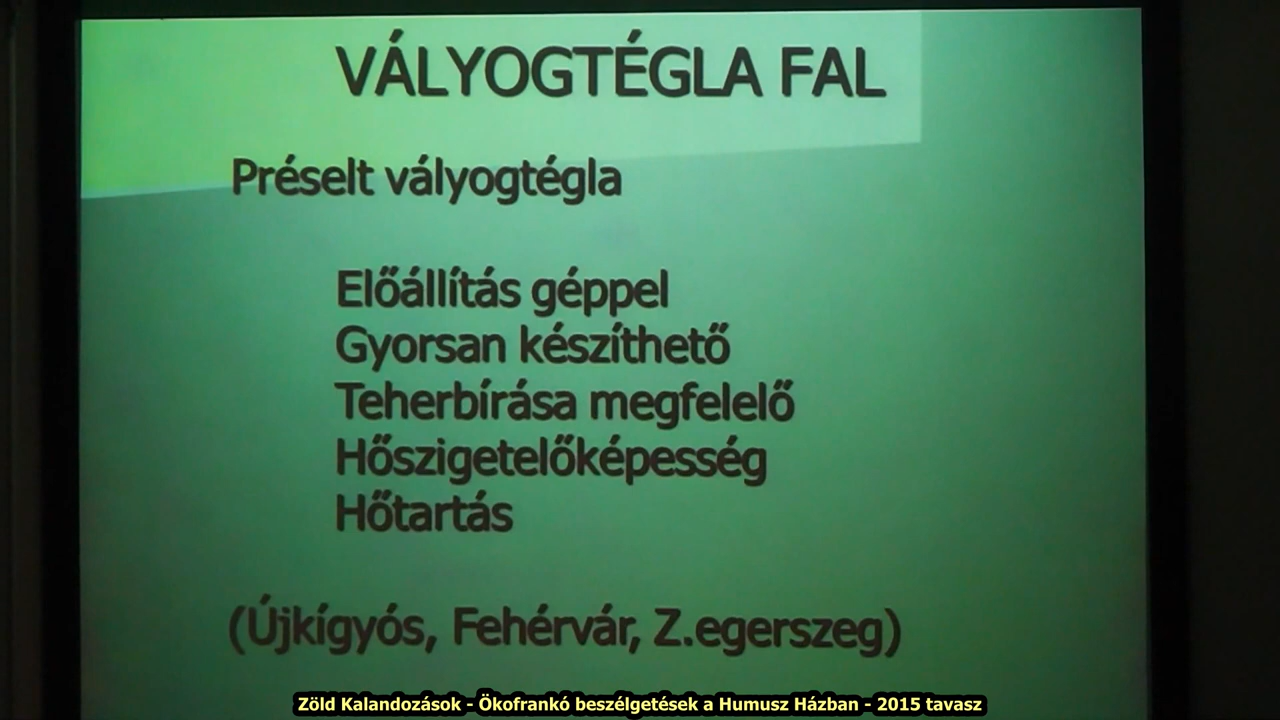 VÁLYOGTÉGLA FAL
Préselt vályogtégla
Előállítás géppel
Gyorsan készíthető
Teherbírása megfelelő
Hőszigetelőképesség
Hőtartás
(Újkígyós, Fehérvár, Z.egerszeg)
Zöld Kalandozások - Ökofrankó beszélgetések a Humusz Házban - 2015 tavasz